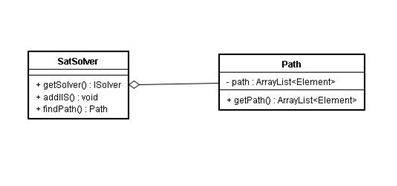 SatSolver
+ getSolver() : ISolver
+ addIIS() : void
+ findPath() : Path
Path
- path : ArrayList<Element>
+ getPath() : ArrayList<Element>